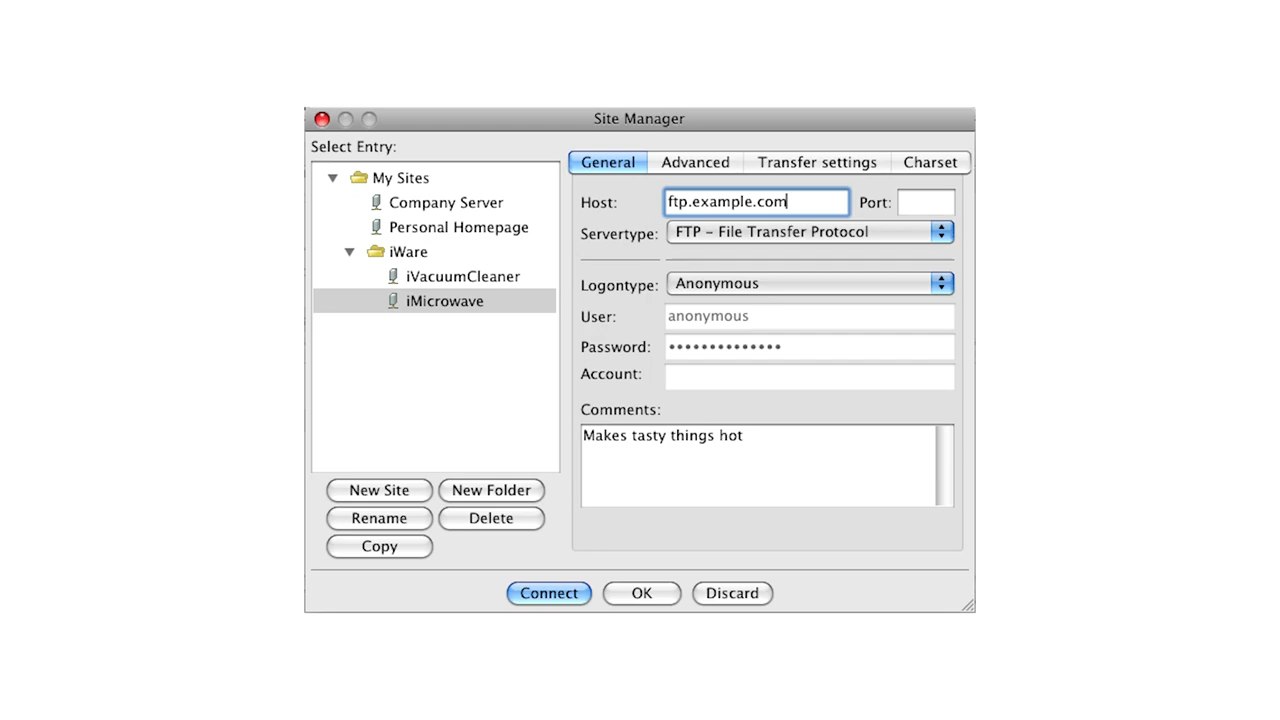 Site Manager
Select Entry:
My Sites
Company Server
Personal Homepage
iWare
iVacuumCleaner
iMicrowave
New Site
New Folder
Rename
Delete
Copy
General
Advanced
Transfer settings
Charset
Host:
ftp.example.com
Port:
Servertype:
FTP – File Transfer Protocol
Logontype:
Anonymous
User:
anonymous
Password:
••••••••••••••
Account:
Comments:
Makes tasty things hot
Connect
OK
Discard